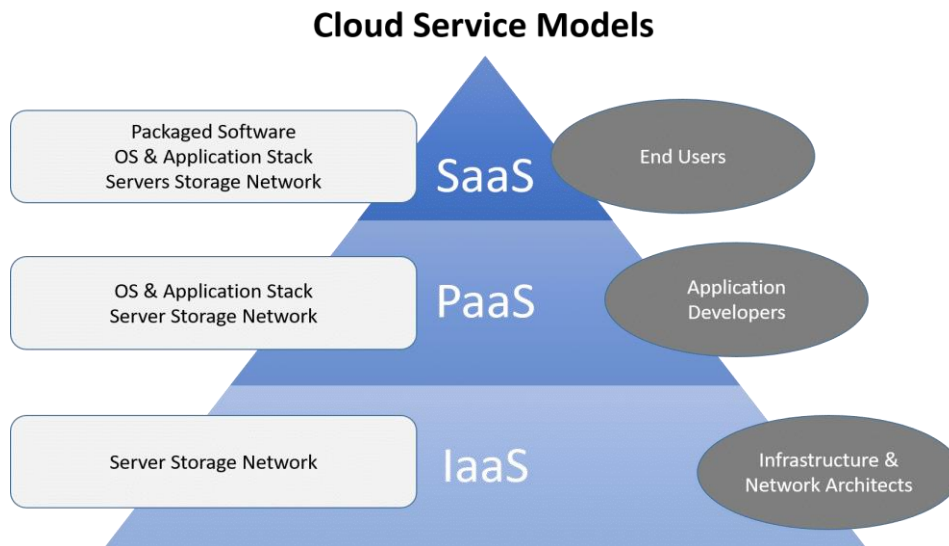 Cloud Service Models
Packaged Software
OS & Application Stack
Servers Storage Network
SaaS
End Users
OS & Application Stack
Server Storage Network
PaaS
Application
Developers
Server Storage Network
IaaS
Infrastructure &
Network Architects